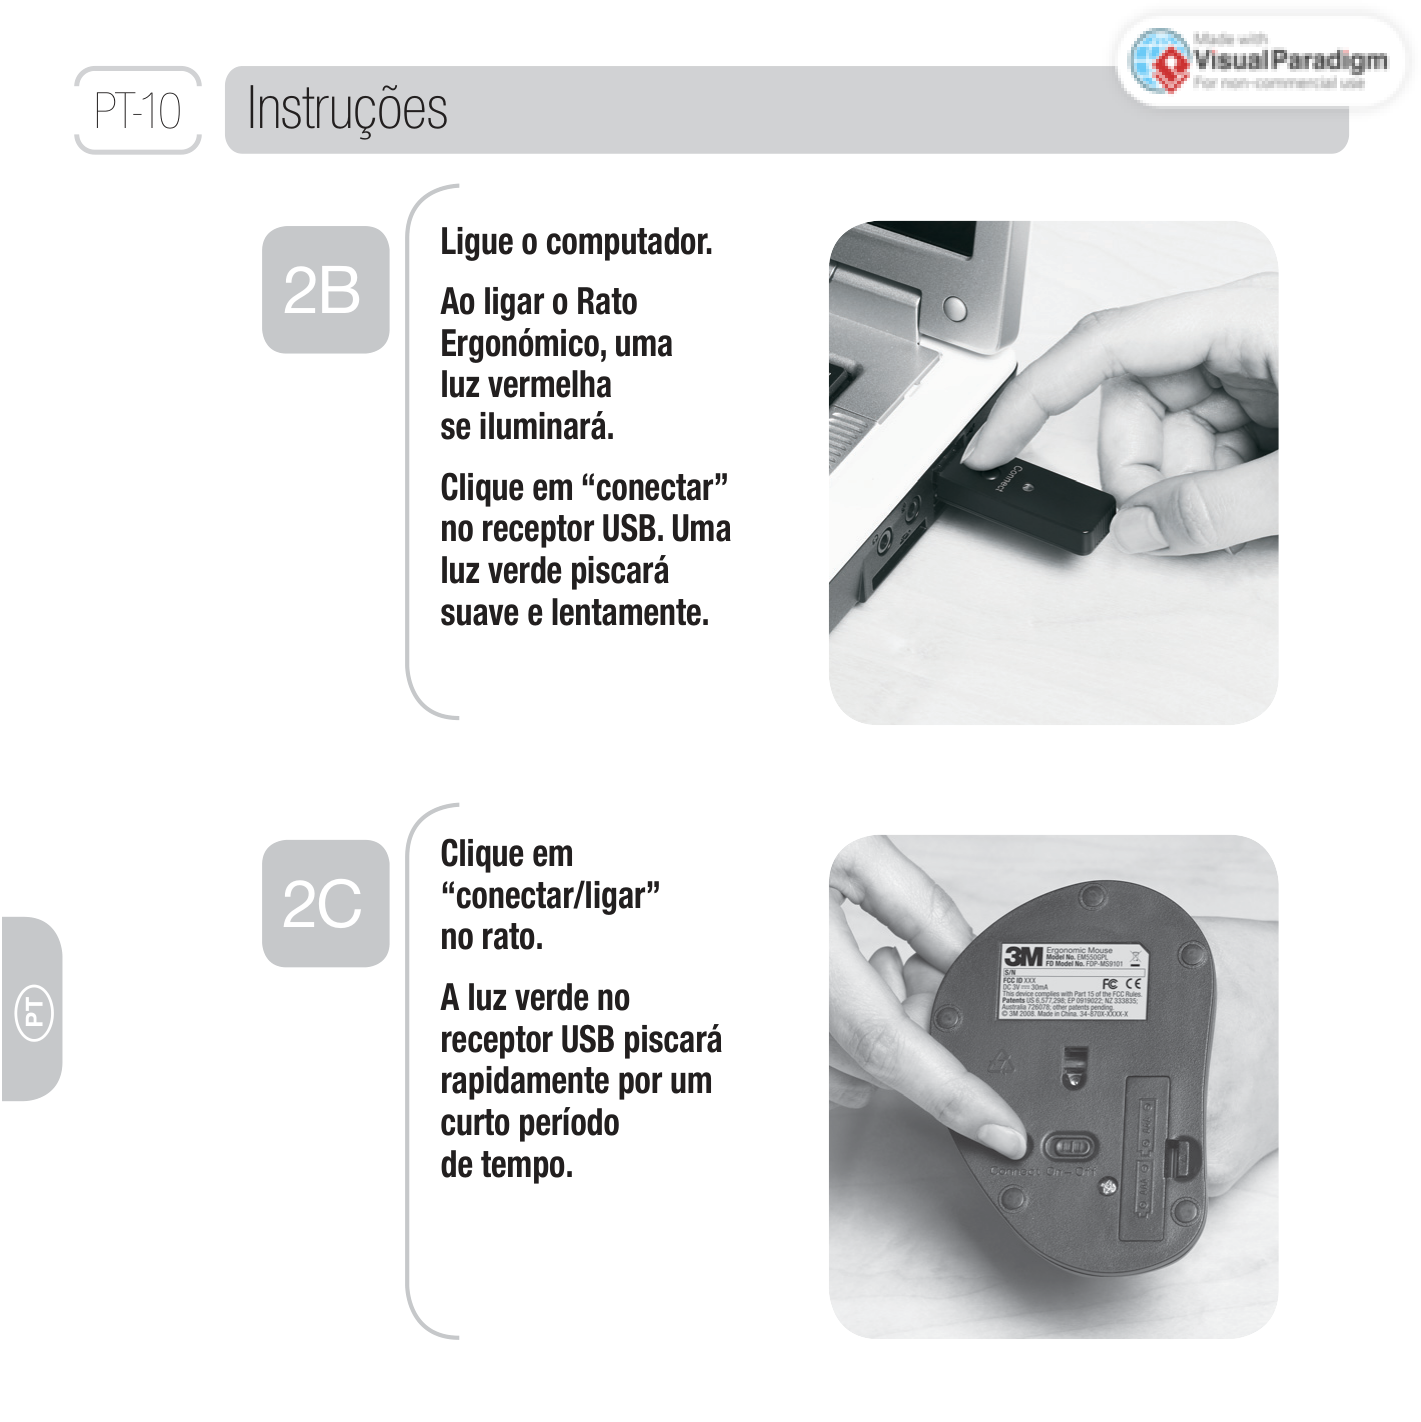 Made with
Visual Paradigm
For non-commercial use
PT-10
Instruções
2B
Ligue o computador.
Ao ligar o Rato
Ergonómico, uma
luz vermelha
se iluminará.
Clique em “conectar”
no receptor USB. Uma
luz verde piscará
suave e lentamente.
Connect
2C
Clique em
“conectar/ligar”
no rato.
A luz verde no
receptor USB piscará
rapidamente por um
curto período
de tempo.
PT
3M Ergonomic Mouse
Model No. EM550GPL
FD Model No. FDP-MS9101
S/N
FCC ID XXX
DC 3V 30mA
FC CE
This device complies with Part 15 of the FCC Rules.
Patents US 6,577,298; EP 0919022; NZ 333835;
Australia 726078; other patents pending.
© 3M 2008. Made in China. 34-870X-XXXX-X
Connect On – Off